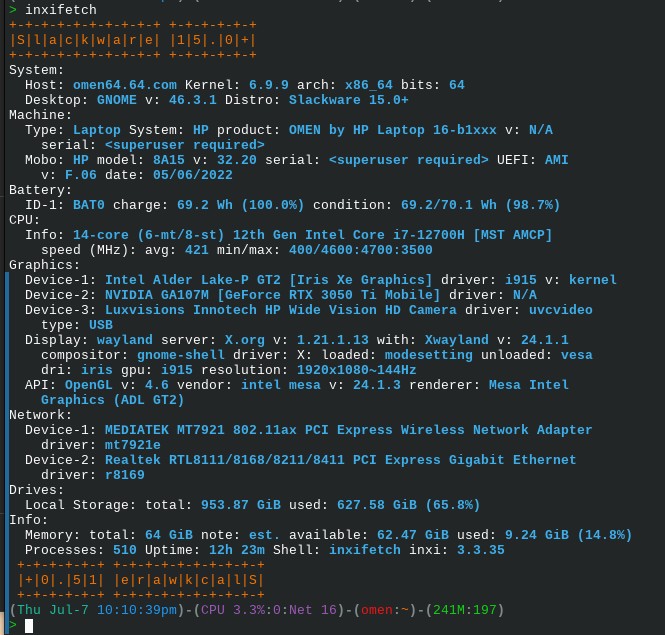 > inxifetch
+-+-+-+-+-+-+-+-+-+ +-+-+-+-+-+
|S|l|a|c|k|w|a|r|e| |1|5|.|0|+|
+-+-+-+-+-+-+-+-+-+ +-+-+-+-+-+
System:
Host: omen64.64.com Kernel: 6.9.9 arch: x86_64 bits: 64
Desktop: GNOME v: 46.3.1 Distro: Slackware 15.0+
Machine:
Type: Laptop System: HP product: OMEN by HP Laptop 16-b1xxx v: N/A
serial: <superuser required>
Mobo: HP model: 8A15 v: 32.20 serial: <superuser required> UEFI: AMI
v: F.06 date: 05/06/2022
Battery:
ID-1: BAT0 charge: 69.2 Wh (100.0%) condition: 69.2/70.1 Wh (98.7%)
CPU:
Info: 14-core (6-mt/8-st) 12th Gen Intel Core i7-12700H [MST AMCP]
speed (MHz): avg: 421 min/max: 400/4600:4700:3500
Graphics:
Device-1: Intel Alder Lake-P GT2 [Iris Xe Graphics] driver: i915 v: kernel
Device-2: NVIDIA GA107M [GeForce RTX 3050 Ti Mobile] driver: N/A
Device-3: Luxvisions Innotech HP Wide Vision HD Camera driver: uvcvideo
type: USB
Display: wayland server: X.org v: 1.21.1.13 with: Xwayland v: 24.1.1
compositor: gnome-shell driver: X: loaded: modesetting unloaded: vesa
dri: iris gpu: i915 resolution: 1920x1080~144Hz
API: OpenGL v: 4.6 vendor: intel mesa v: 24.1.3 renderer: Mesa Intel
Graphics (ADL GT2)
Network:
Device-1: MEDIATEK MT7921 802.11ax PCI Express Wireless Network Adapter
driver: mt7921e
Device-2: Realtek RTL8111/8168/8211/8411 PCI Express Gigabit Ethernet
driver: r8169
Drives:
Local Storage: total: 953.87 GiB used: 627.58 GiB (65.8%)
Info:
Memory: total: 64 GiB note: est. available: 62.47 GiB used: 9.24 GiB (14.8%)
Processes: 510 Uptime: 12h 23m Shell: inxifetch inxi: 3.3.35
+-+-+-+-+-+ +-+-+-+-+-+-+-+-+-+
|+|0|.|5|1| |e|r|a|w|k|c|a|l|S|
+-+-+-+-+-+ +-+-+-+-+-+-+-+-+-+
(Thu Jul-7 10:10:39pm)-(CPU 3.3%:0:Net 16)-(omen:~)-(241M:197)
>